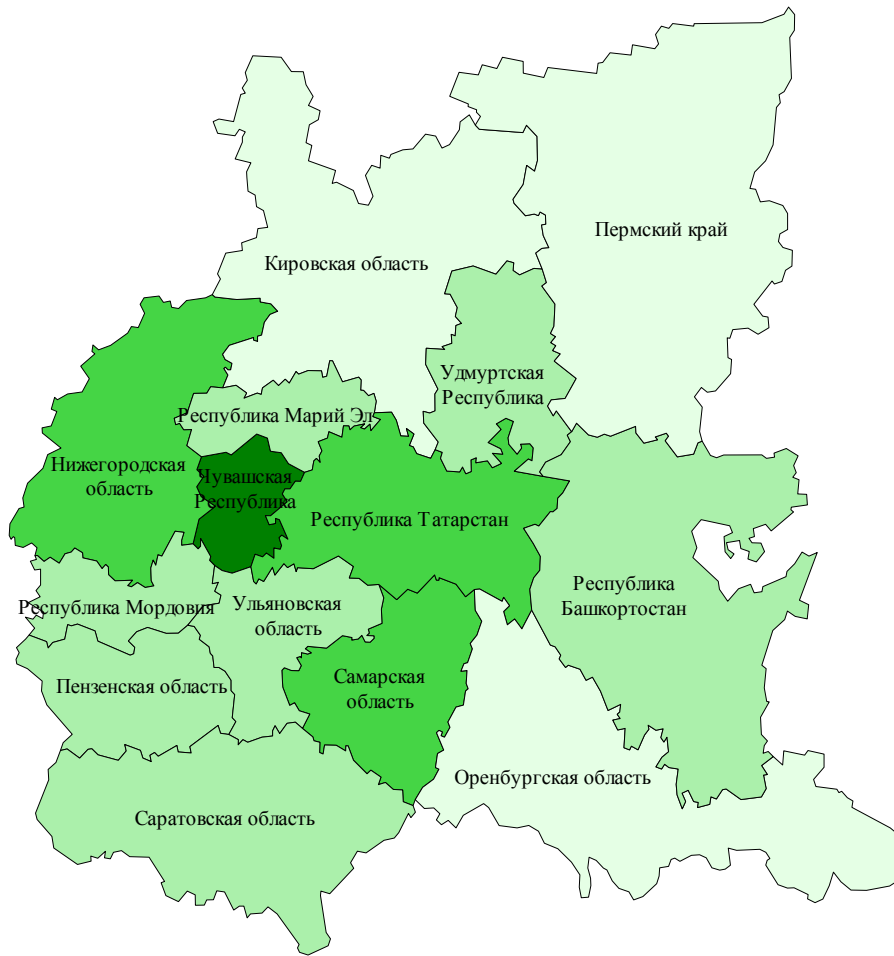 Пермский край
Кировская область
Удмуртская
Республика
Республика Марий Эл
Нижегородская
область
Чувашская
Республика
Республика Татарстан
Республика
Башкортостан
Республика Мордовия
Ульяновская
область
Пензенская область
Самарская
область
Оренбургская область
Саратовская область